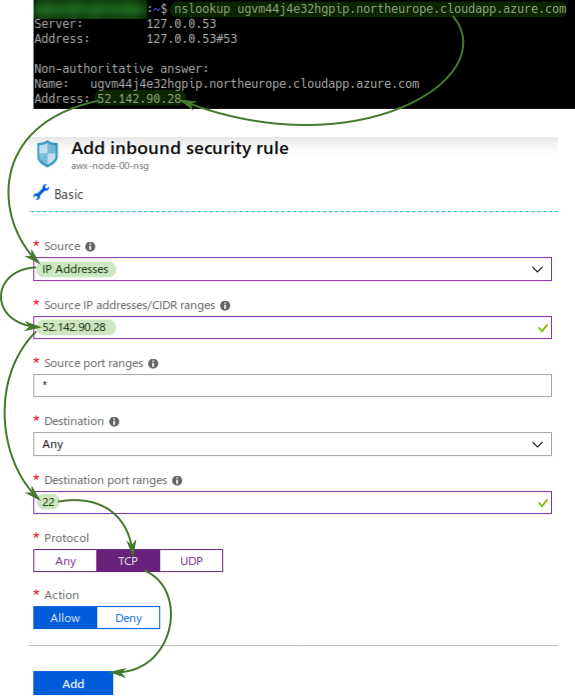 :~$ nslookup ugvm44j4e32hgpip.northeurope.cloudapp.azure.com
Server: 127.0.0.53
Address: 127.0.0.53#53
Non-authoritative answer:
Name: ugvm44j4e32hgpip.northeurope.cloudapp.azure.com
Address: 52.142.90.28
Add inbound security rule
awx-node-00-nsg
Basic
* Source
IP Addresses
* Source IP addresses/CIDR ranges
52.142.90.28
* Source port ranges
*
* Destination
Any
* Destination port ranges
22
* Protocol
Any TCP UDP
* Action
Allow Deny
Add